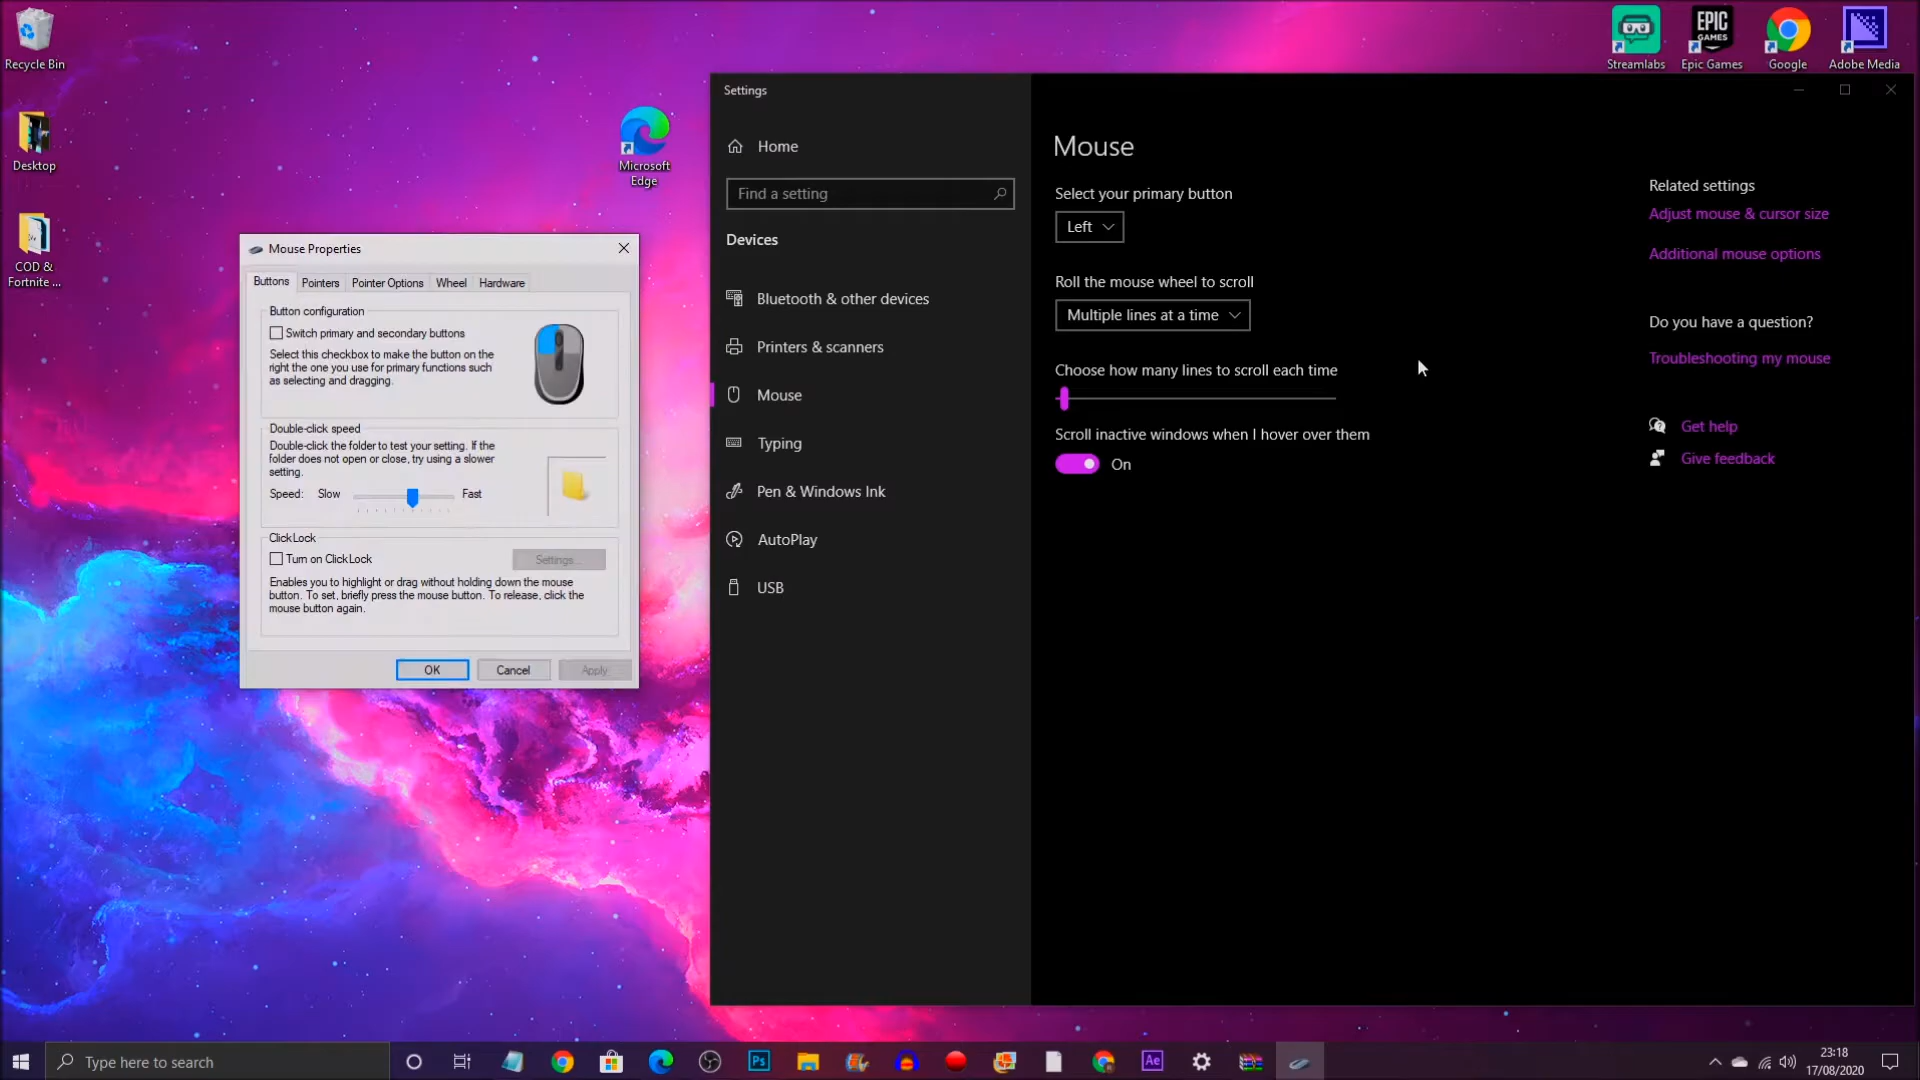 Recycle Bin
Desktop
COD &
Fortnite ...
Microsoft
Edge
Streamlabs
EPIC
GAMES
Epic Games
Google
Adobe Media
Mouse Properties
Buttons
Pointers
Pointer Options
Wheel
Hardware
Button configuration
Switch primary and secondary buttons
Select this checkbox to make the button on the
right the one you use for primary functions such
as selecting and dragging.
Double-click speed
Double-click the folder to test your setting. If the
folder does not open or close, try using a slower
setting.
Speed: Slow Fast
ClickLock
Turn on ClickLock
Settings...
Enables you to highlight or drag without holding down the mouse
button. To set, briefly press the mouse button. To release, click the
mouse button again.
OK
Cancel
Apply
Settings
Home
Find a setting
Devices
Bluetooth & other devices
Printers & scanners
Mouse
Typing
Pen & Windows Ink
AutoPlay
USB
Mouse
Select your primary button
Left
Roll the mouse wheel to scroll
Multiple lines at a time
Choose how many lines to scroll each time
Scroll inactive windows when I hover over them
On
Related settings
Adjust mouse & cursor size
Additional mouse options
Do you have a question?
Troubleshooting my mouse
Get help
Give feedback
Type here to search
Ps
Ae
23:18
17/08/2020